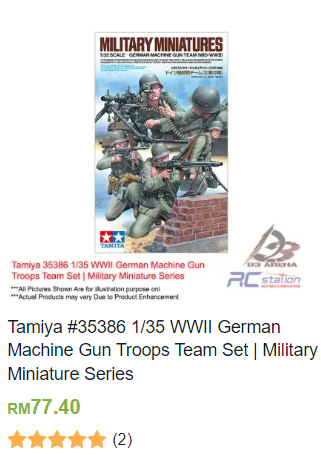 MILITARY MINIATURES
1/35 SCALE GERMAN MACHINE GUN TEAM (MID-WWII)
TAMIYA
D3 ARENA
RC station
Tamiya 35386 1/35 WWII German Machine Gun
Troops Team Set | Military Miniature Series
***All Pictures Shown Are for illustration purpose onl
***Actual Products may vary Due to Product Enhancement
Tamiya #35386 1/35 WWII German
Machine Gun Troops Team Set | Military
Miniature Series
RM77.40
(2)